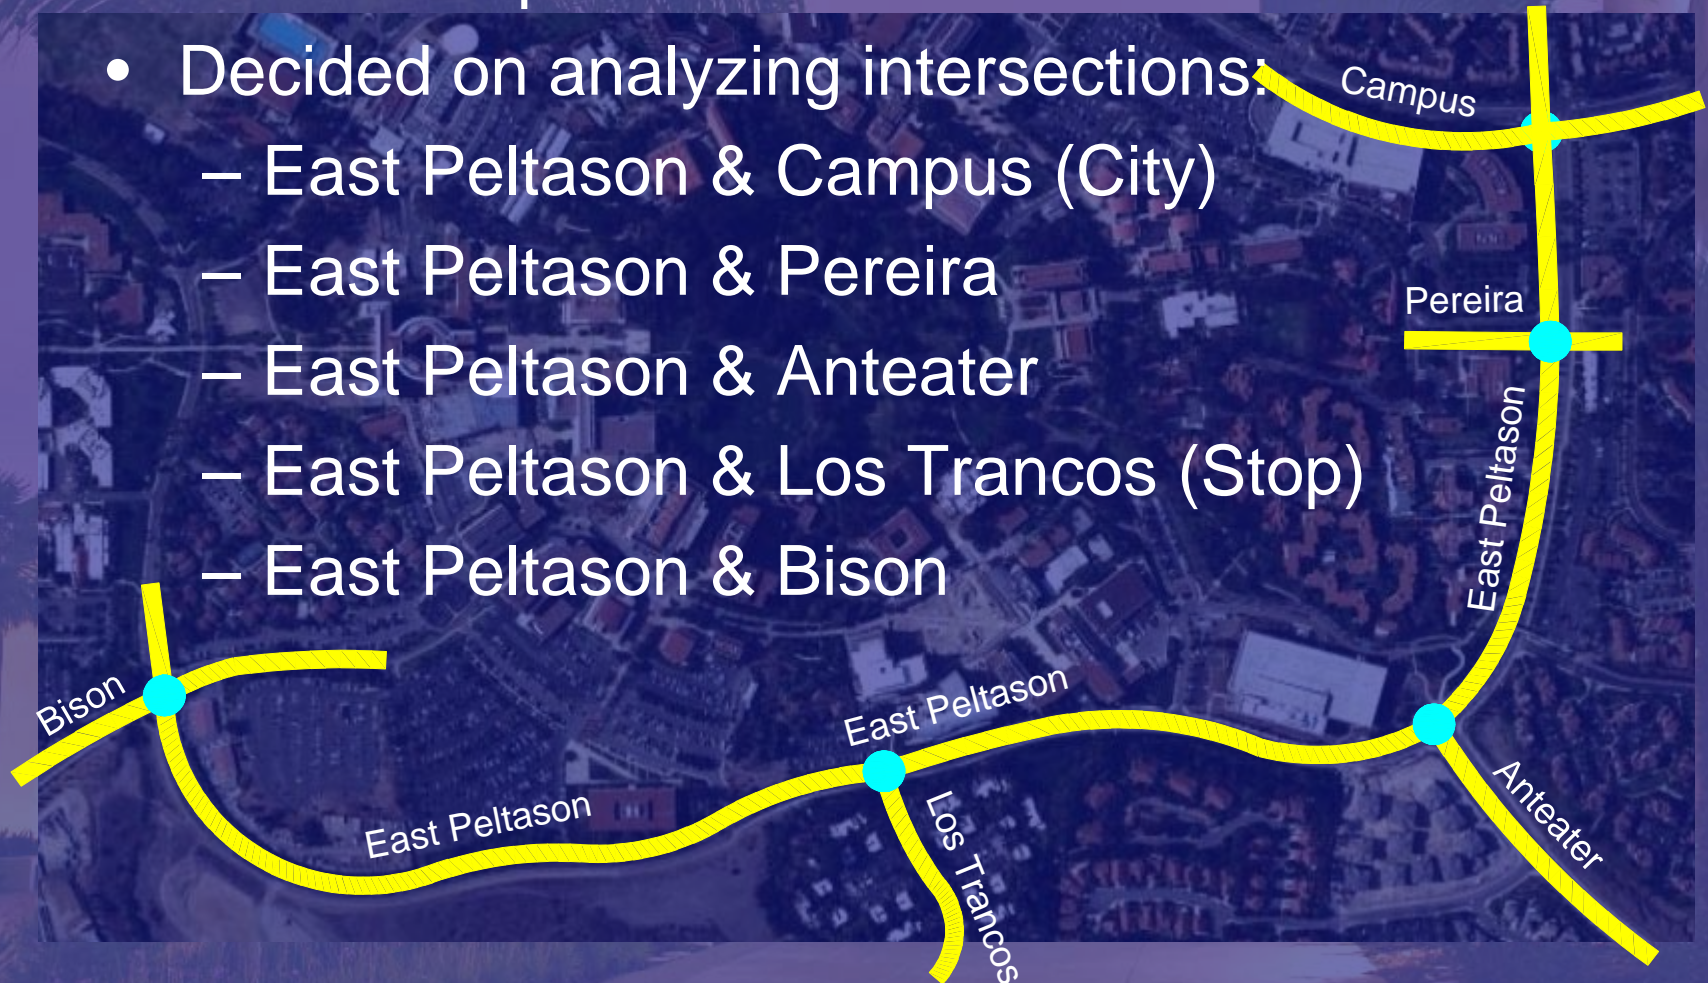 • Decided on analyzing intersections:
– East Peltason & Campus (City)
– East Peltason & Pereira
– East Peltason & Anteater
– East Peltason & Los Trancos (Stop)
– East Peltason & Bison
Campus
Pereira
East Peltason
Bison
East Peltason
East Peltason
Los Trancos
Anteater